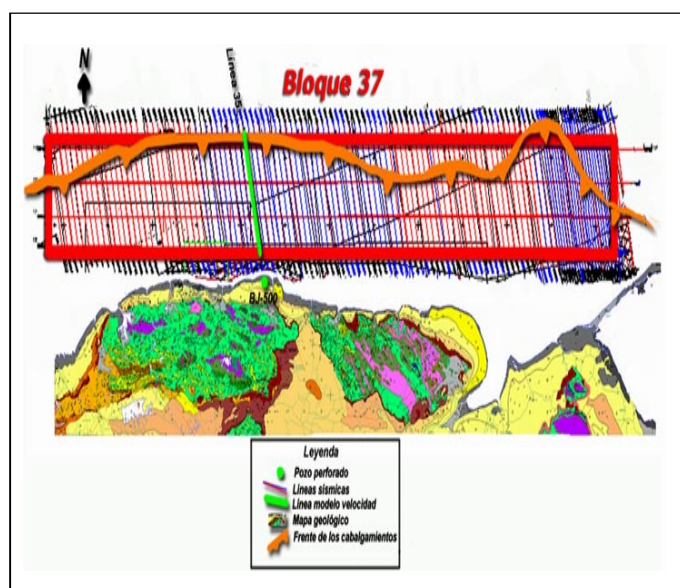 N
Línea 35
Bloque 37
BJ-500
Leyenda
Pozo perforado
Líneas sísmicas
Línea modelo velocidad
Mapa geológico
Frente de los cabalgamientos